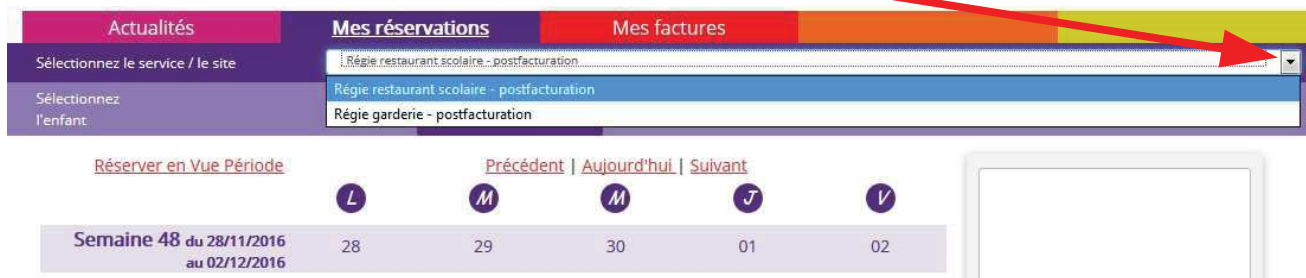 Actualités Mes réservations Mes factures
Sélectionnez le service / le site Régie restaurant scolaire - postfacturation
Régie restaurant scolaire - postfacturation
Sélectionnez
l'enfant
Régie garderie - postfacturation
Réserver en Vue Période Précédent | Aujourd'hui | Suivant
L M M J V
Semaine 48 du 28/11/2016 28 29 30 01 02
au 02/12/2016